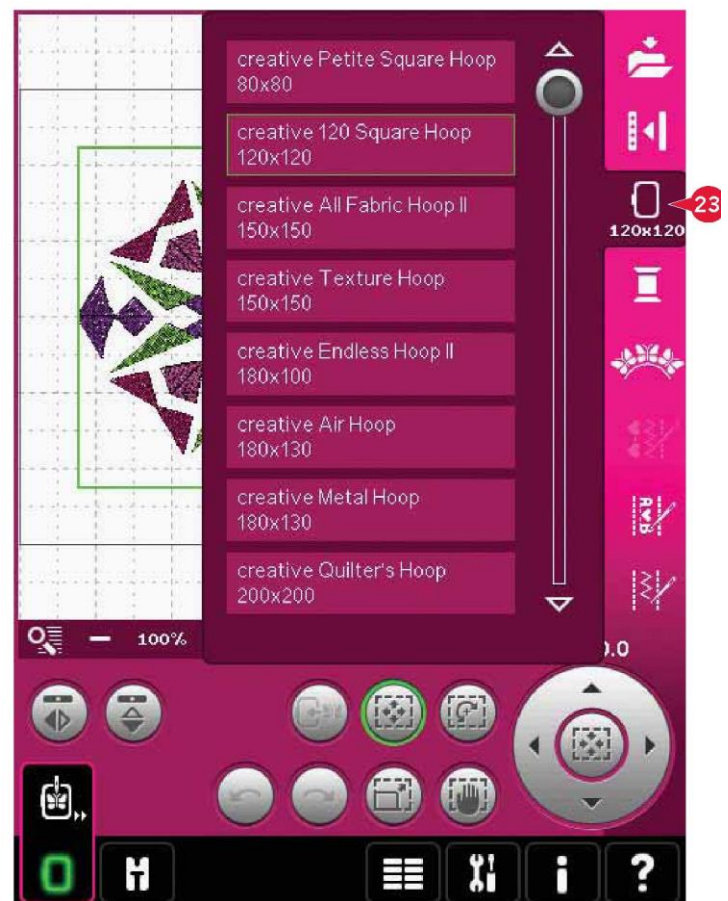 creative Petite Square Hoop
80x80
creative 120 Square Hoop
120x120
creative All Fabric Hoop II
150x150
creative Texture Hoop
150x150
creative Endless Hoop II
180x100
creative Air Hoop
180x130
creative Metal Hoop
180x130
creative Quilter's Hoop
200x200
120x120
23
A♥B
100%
0.0
i
?